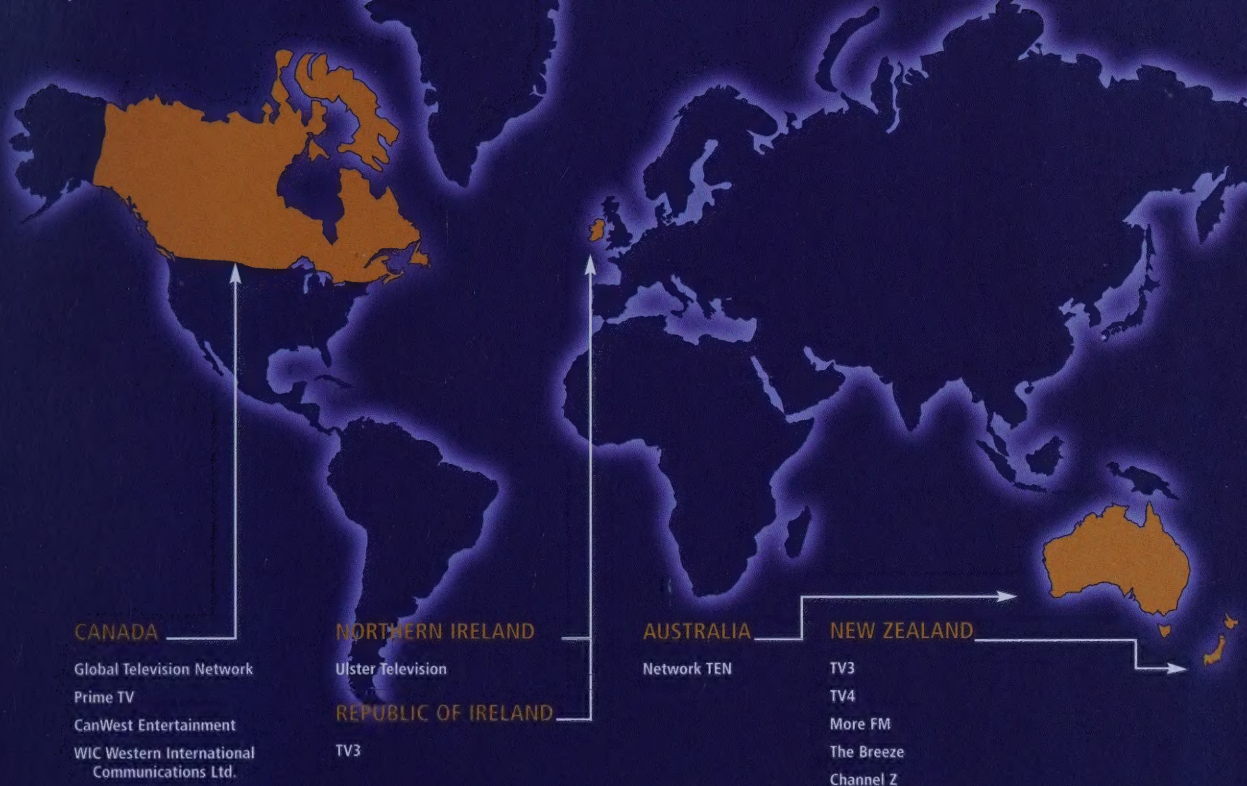 CANADA
Global Television Network
Prime TV
CanWest Entertainment
WIC Western International
Communications Ltd.
NORTHERN IRELAND
Ulster Television
REPUBLIC OF IRELAND
TV3
AUSTRALIA
Network TEN
NEW ZEALAND
TV3
TV4
More FM
The Breeze
Channel Z